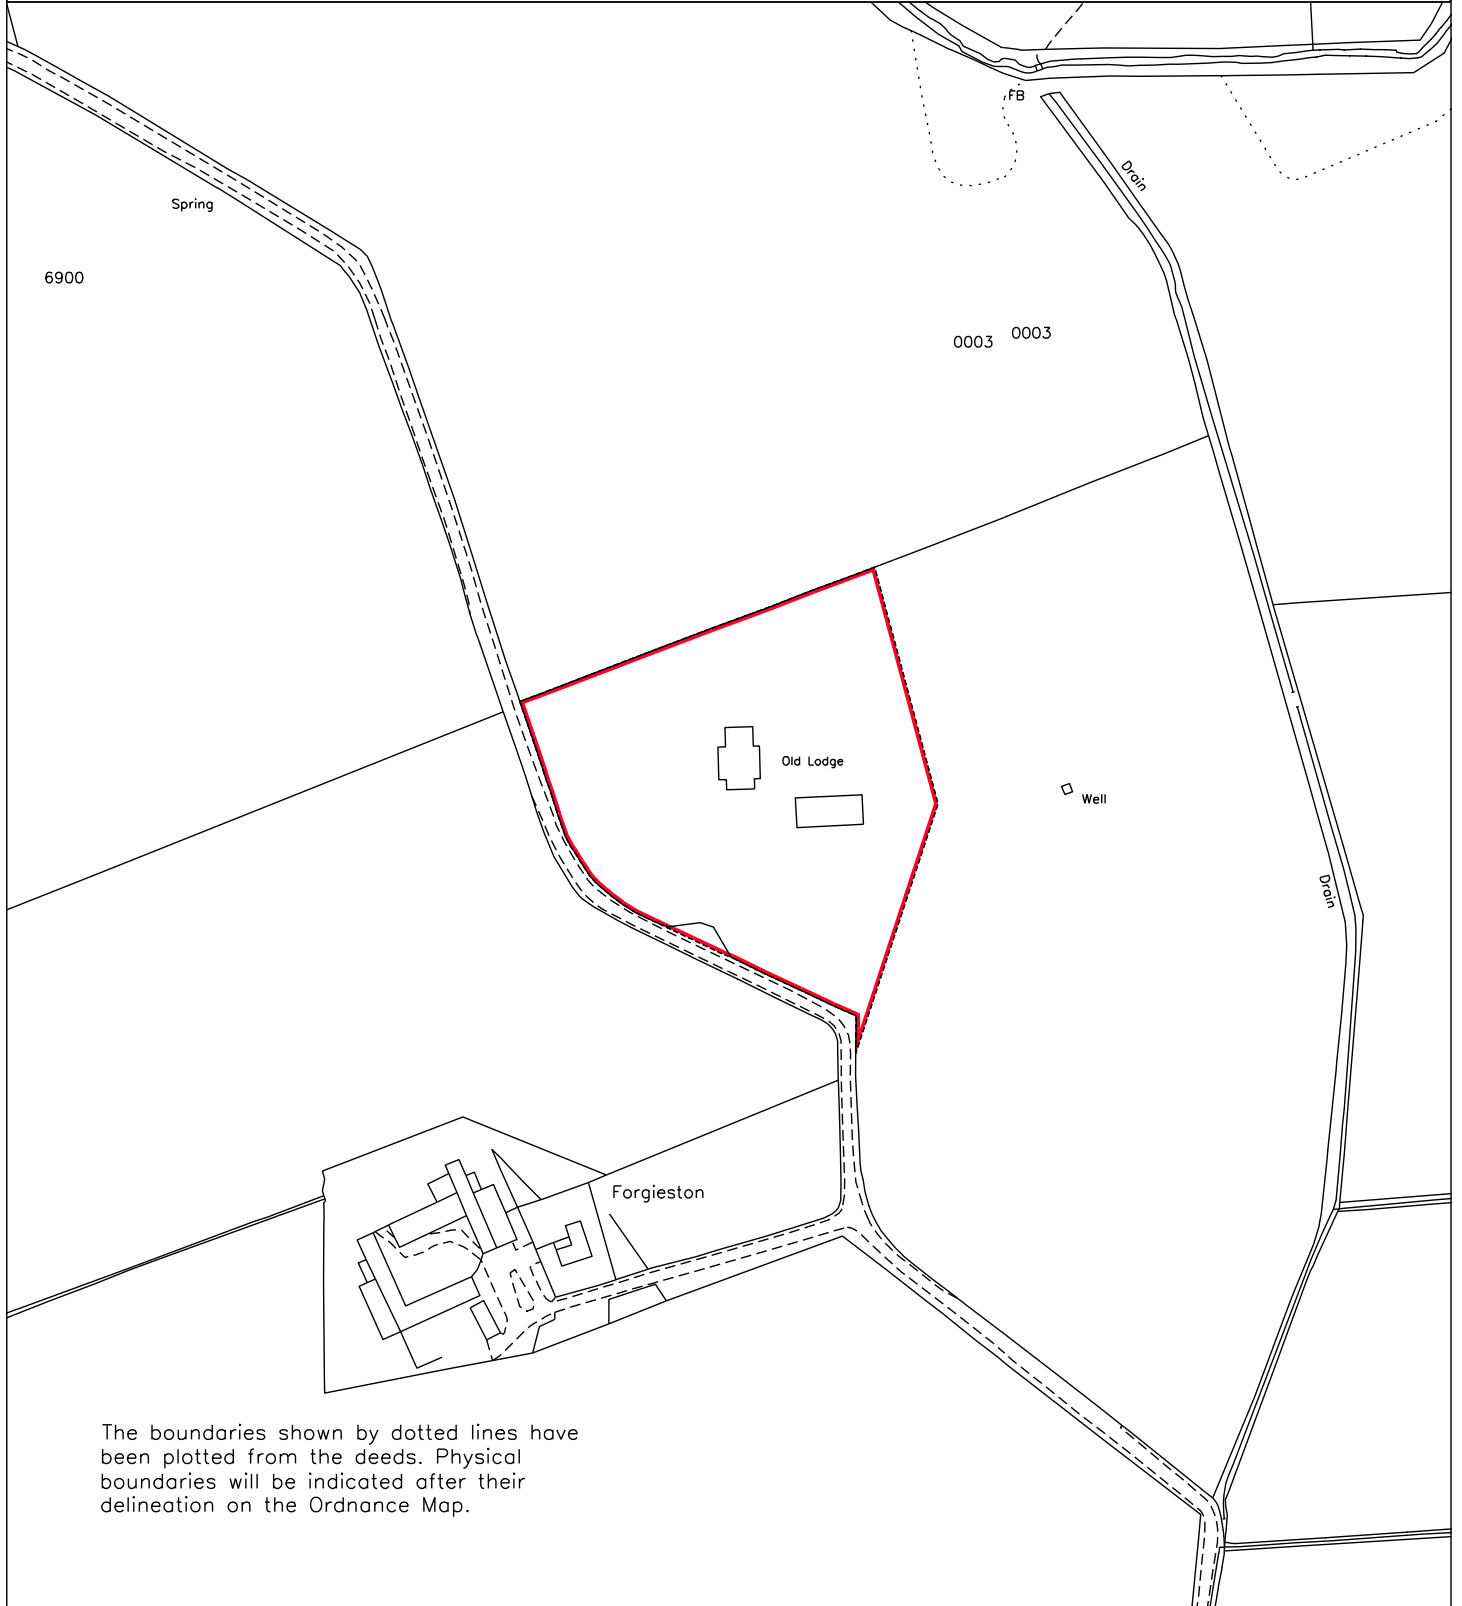 FB
Drain
Spring
6900
0003 0003
Old Lodge
Well
Drain
Forgieston
The boundaries shown by dotted lines have
been plotted from the deeds. Physical
boundaries will be indicated after their
delineation on the Ordnance Map.